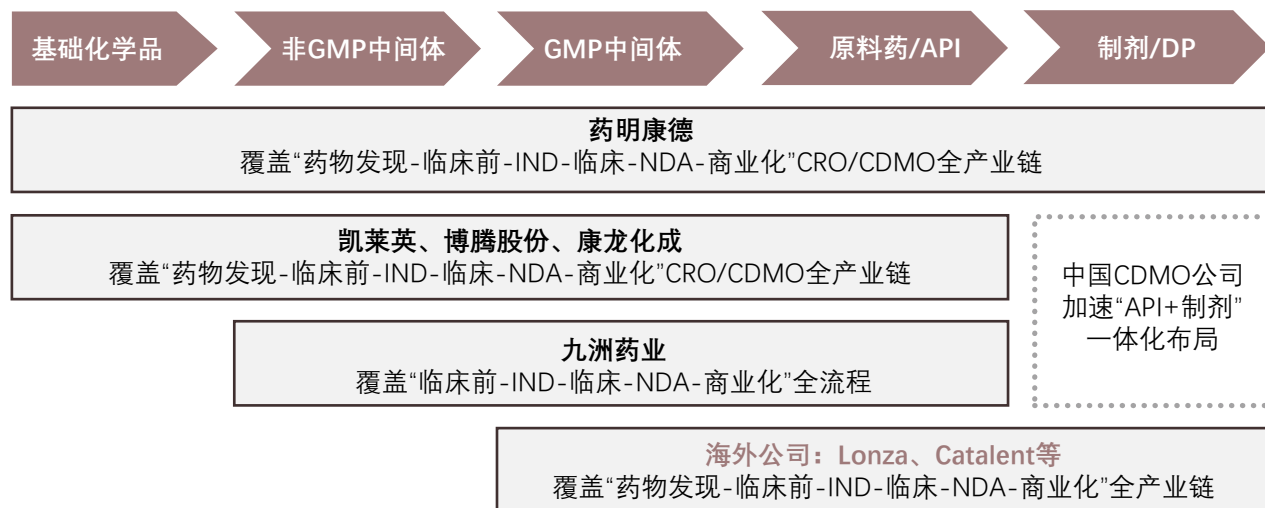 基础化学品
非GMP中间体
GMP中间体
原料药/API
制剂/DP
药明康德
覆盖“药物发现-临床前-IND-临床-NDA-商业化”CRO/CDMO全产业链
凯莱英、博腾股份、康龙化成
覆盖“药物发现-临床前-IND-临床-NDA-商业化”CRO/CDMO全产业链
中国CDMO公司
加速“API+制剂”
一体化布局
九洲药业
覆盖“临床前-IND-临床-NDA-商业化”全流程
海外公司：Lonza、Catalent等
覆盖“药物发现-临床前-IND-临床-NDA-商业化”全产业链